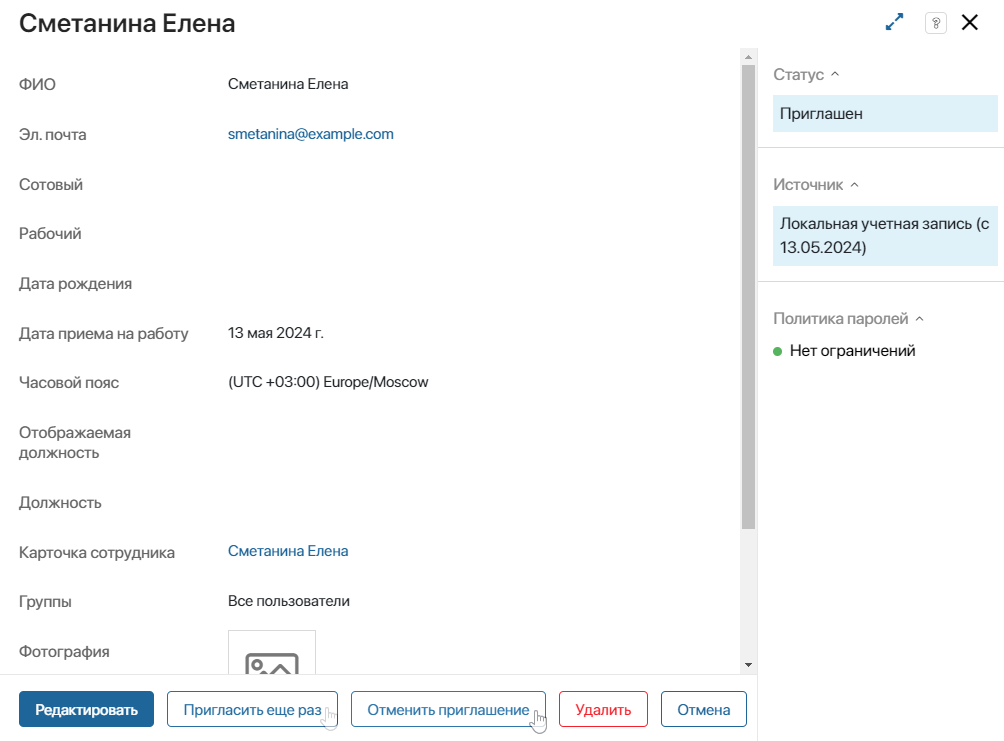 Сметанина Елена
?
ФИО
Сметанина Елена
Эл. почта
smetanina@example.com
Сотовый
Рабочий
Дата рождения
Дата приема на работу
13 мая 2024 г.
Часовой пояс
(UTC +03:00) Europe/Moscow
Отображаемая
должность
Должность
Карточка сотрудника
Сметанина Елена
Группы
Все пользователи
Фотография
Статус
Приглашен
Источник
Локальная учетная запись (с
13.05.2024)
Политика паролей
Нет ограничений
Редактировать
Пригласить еще раз
Отменить приглашение
Удалить
Отмена